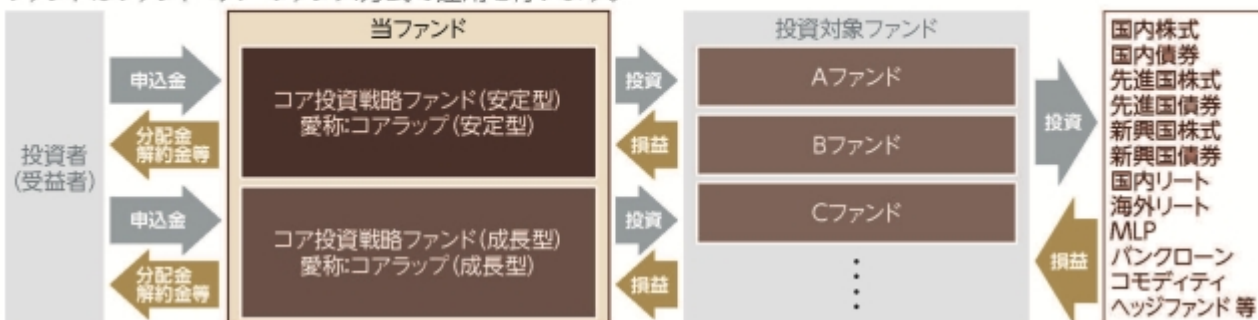 投資者
(受益者)
申込金
分配金
解約金等
申込金
分配金
解約金等
当ファンド
コア投資戦略ファンド(安定型)
愛称:コアラップ(安定型)
コア投資戦略ファンド(成長型)
愛称:コアラップ(成長型)
投資
損益
投資
損益
投資対象ファンド
Aファンド
Bファンド
Cファンド
投資
損益
国内株式
国内債券
先進国株式
先進国債券
新興国株式
新興国債券
国内リート
海外リート
MLP
バンクローン
コモディティ
ヘッジファンド 等